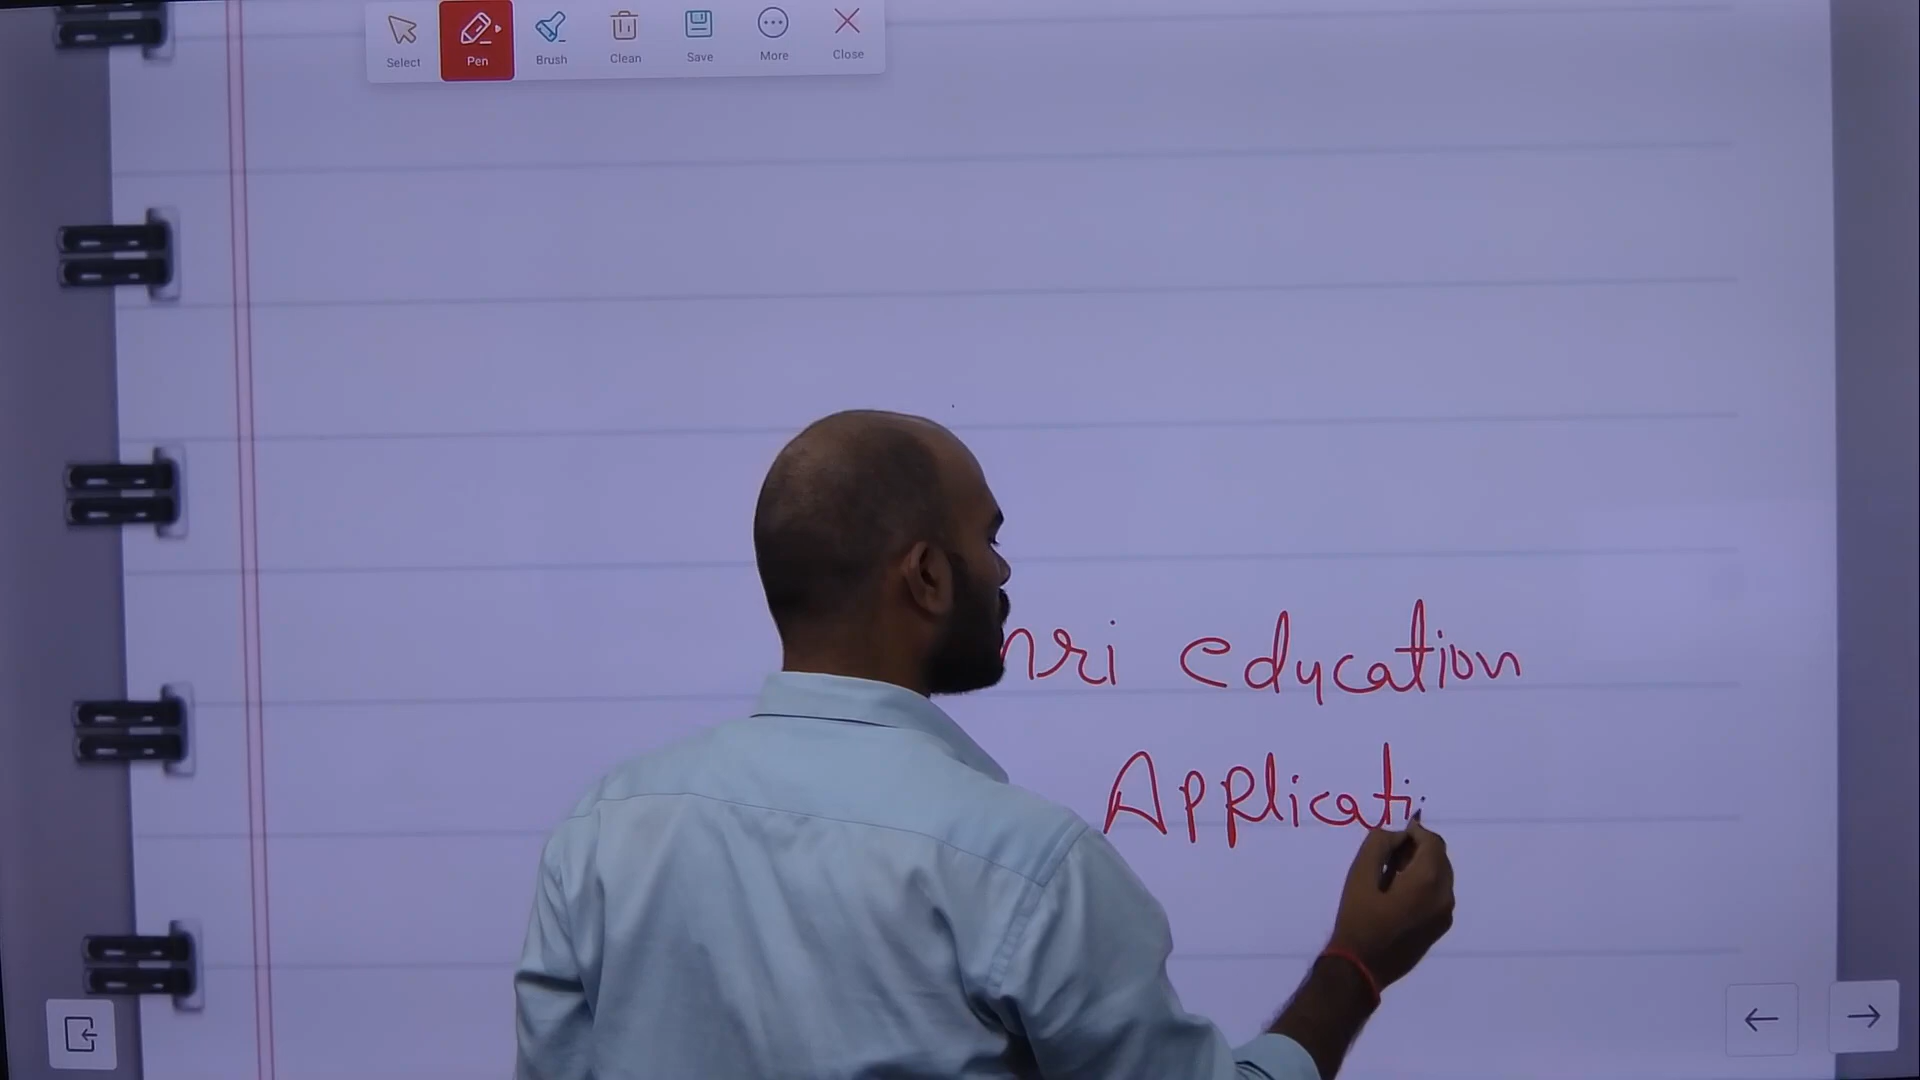 Select Pen Brush Clean Save More Close
nri education
Applicati